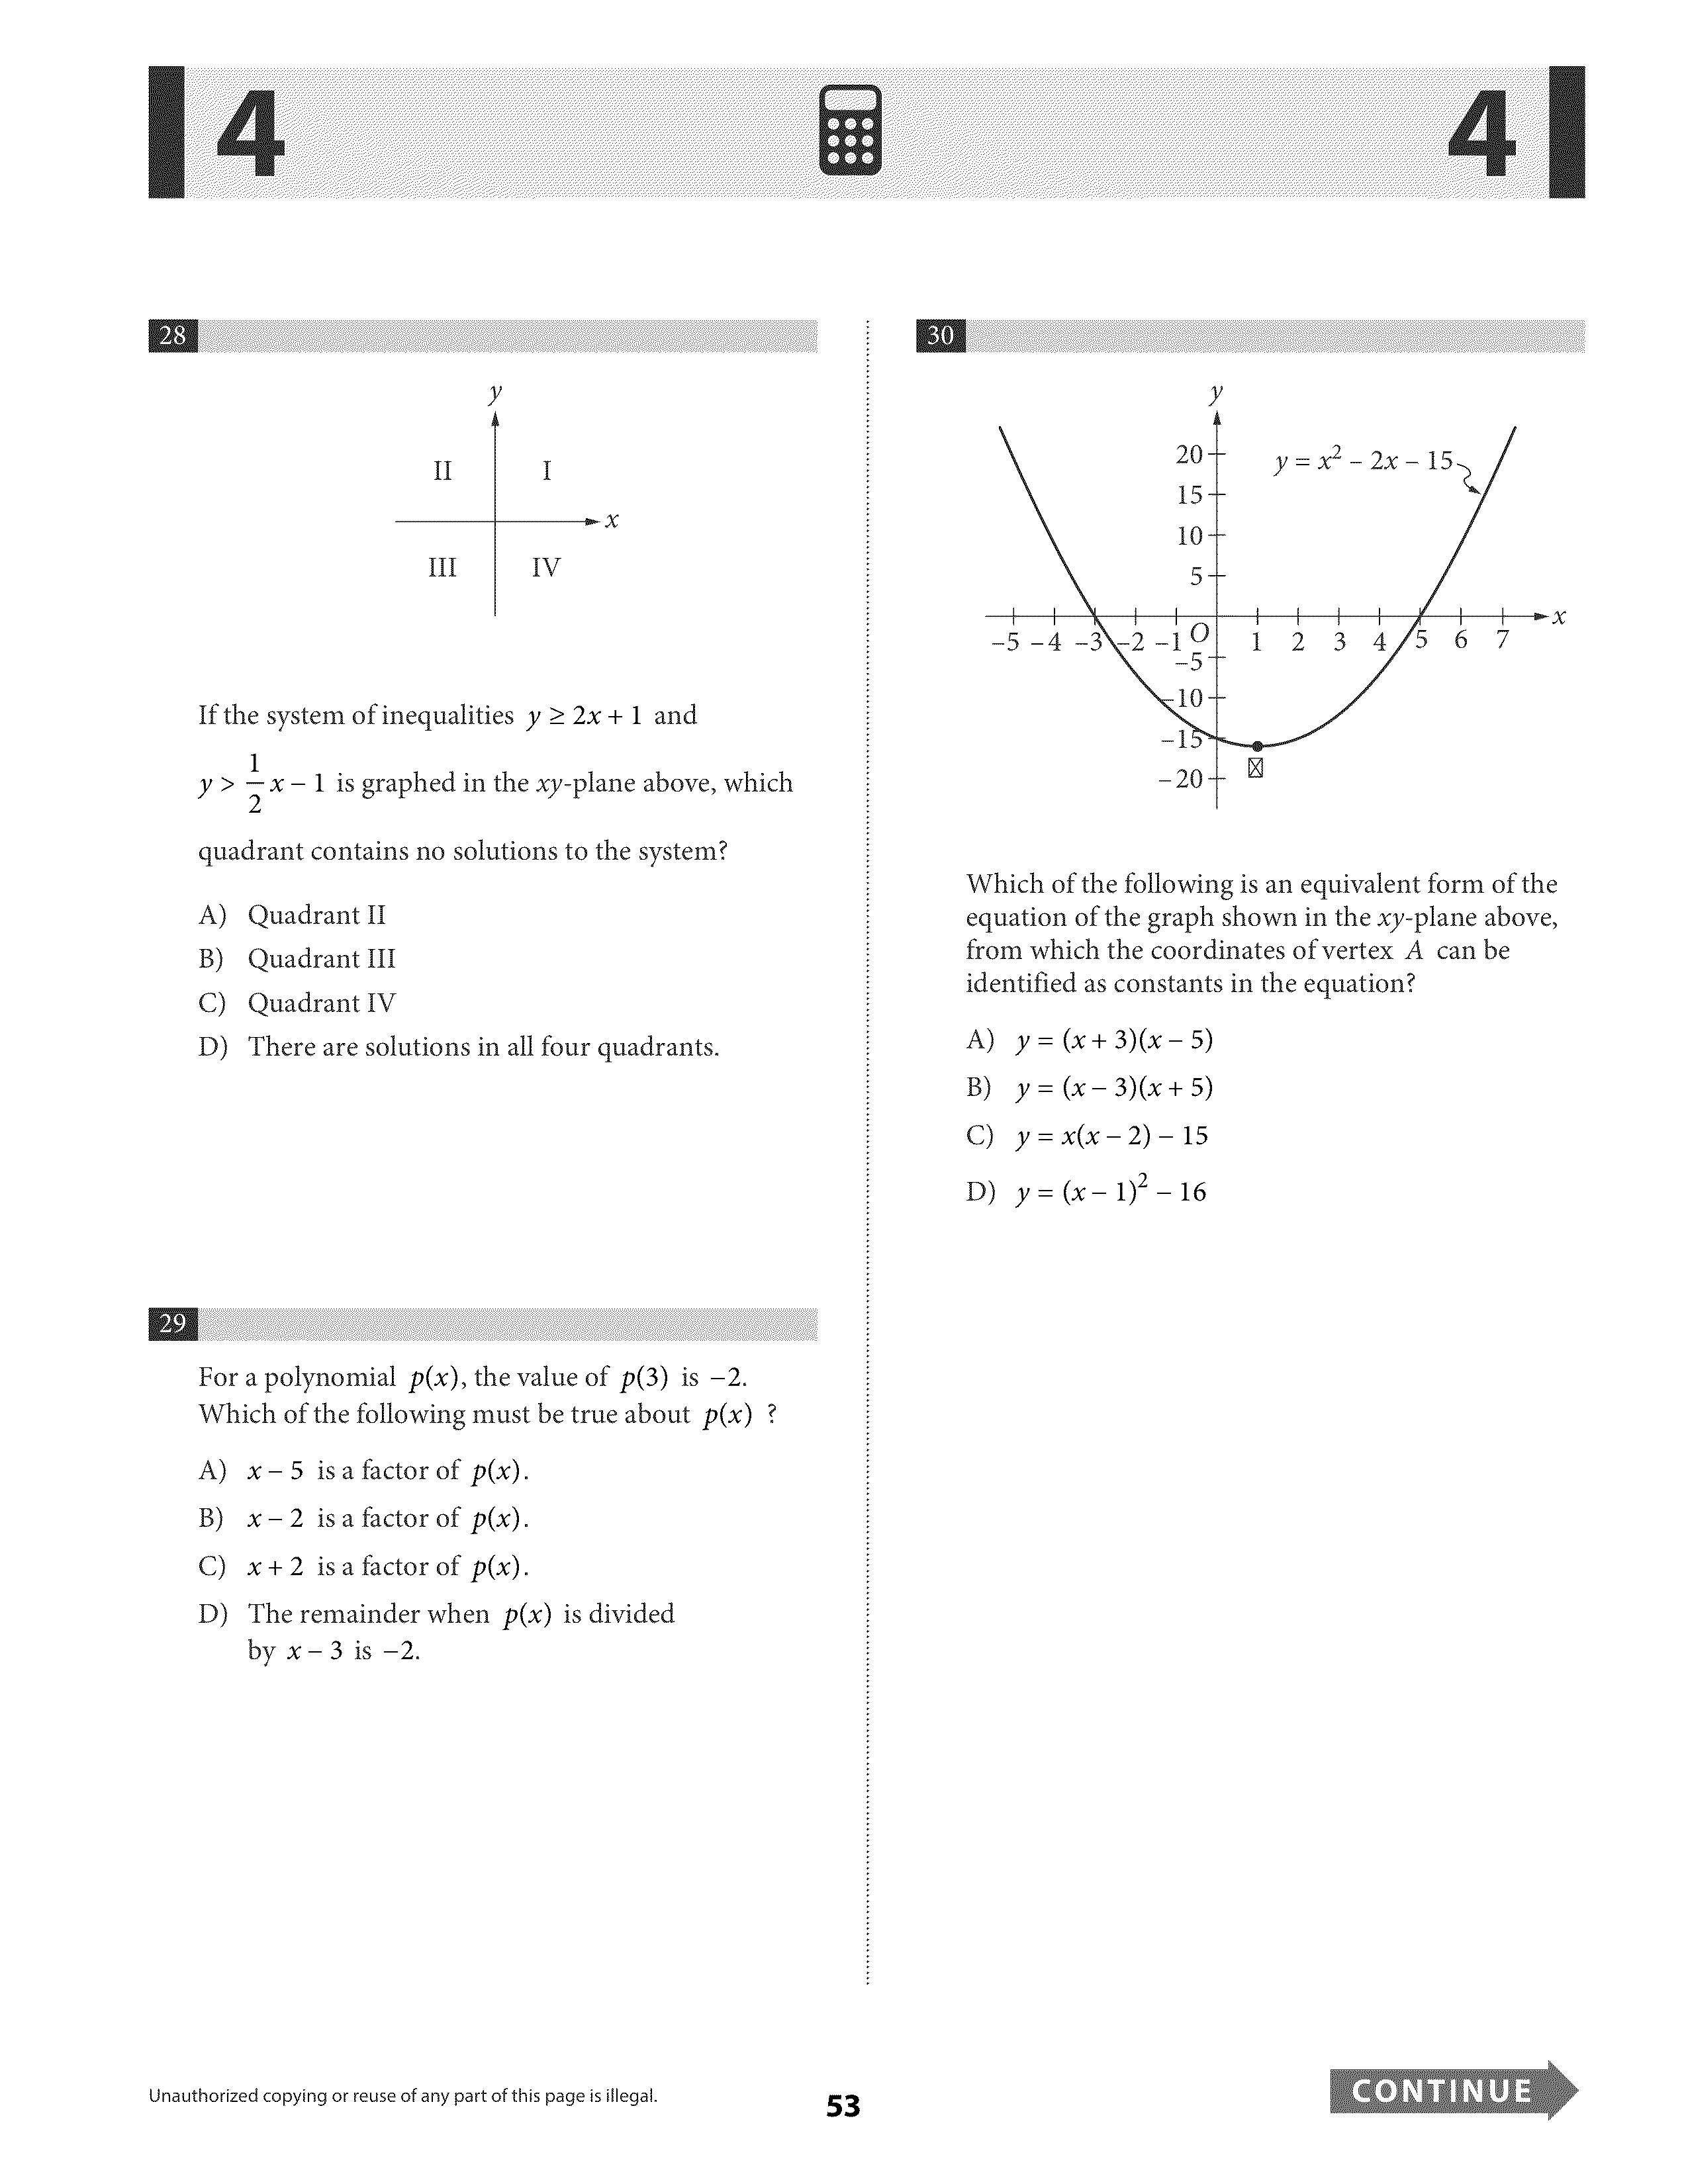 4 4
28
y
II I
x
III IV
If the system of inequalities y ≥ 2x + 1 and
y > 1/2 x – 1 is graphed in the xy-plane above, which
quadrant contains no solutions to the system?
A) Quadrant II
B) Quadrant III
C) Quadrant IV
D) There are solutions in all four quadrants.
29
For a polynomial p(x), the value of p(3) is –2.
Which of the following must be true about p(x) ?
A) x – 5 is a factor of p(x).
B) x – 2 is a factor of p(x).
C) x + 2 is a factor of p(x).
D) The remainder when p(x) is divided
by x – 3 is –2.
30
y
20
y = x² – 2x – 15
15
10
5
x
–5 –4 –3 –2 –1 O 1 2 3 4 5 6 7
–5
–10
–15
–20
Which of the following is an equivalent form of the
equation of the graph shown in the xy-plane above,
from which the coordinates of vertex A can be
identified as constants in the equation?
A) y = (x + 3)(x – 5)
B) y = (x – 3)(x + 5)
C) y = x(x – 2) – 15
D) y = (x – 1)² – 16
Unauthorized copying or reuse of any part of this page is illegal.
53
CONTINUE